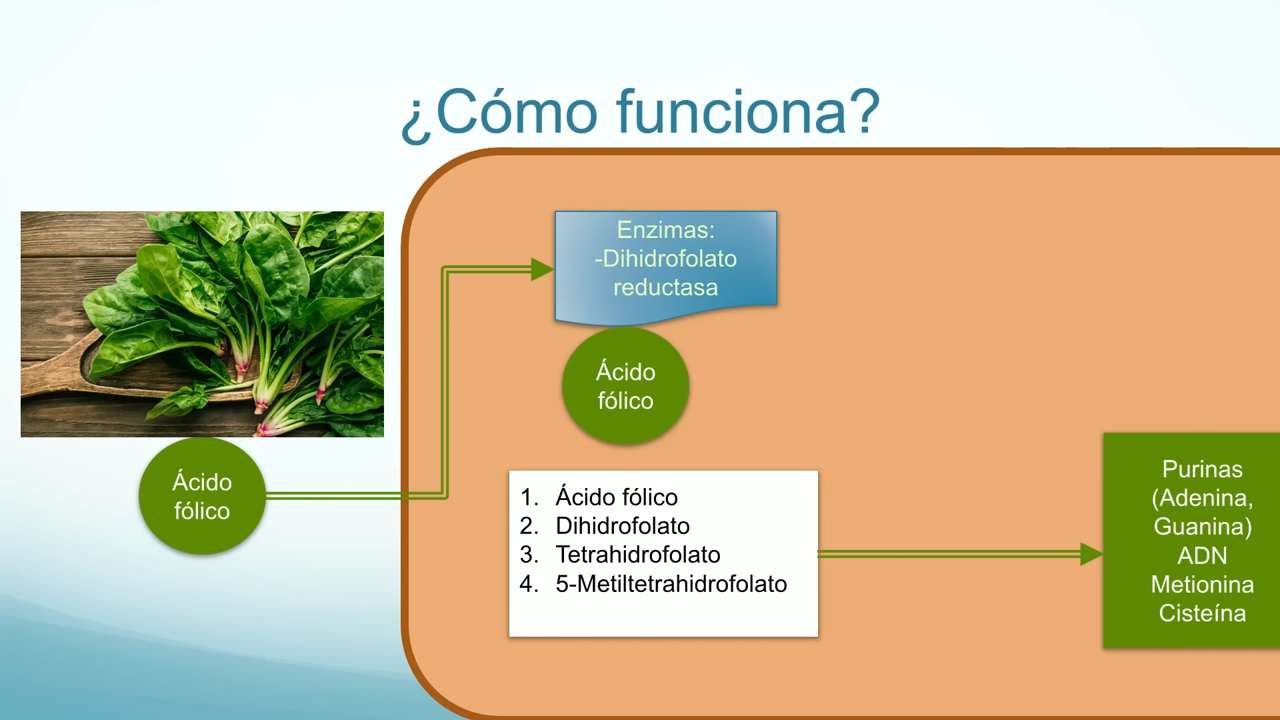 ¿Cómo funciona?
Enzimas:
-Dihidrofolato
reductasa
Ácido
fólico
Ácido
fólico
1. Ácido fólico
2. Dihidrofolato
3. Tetrahidrofolato
4. 5-Metiltetrahidrofolato
Purinas
(Adenina,
Guanina)
ADN
Metionina
Cisteína